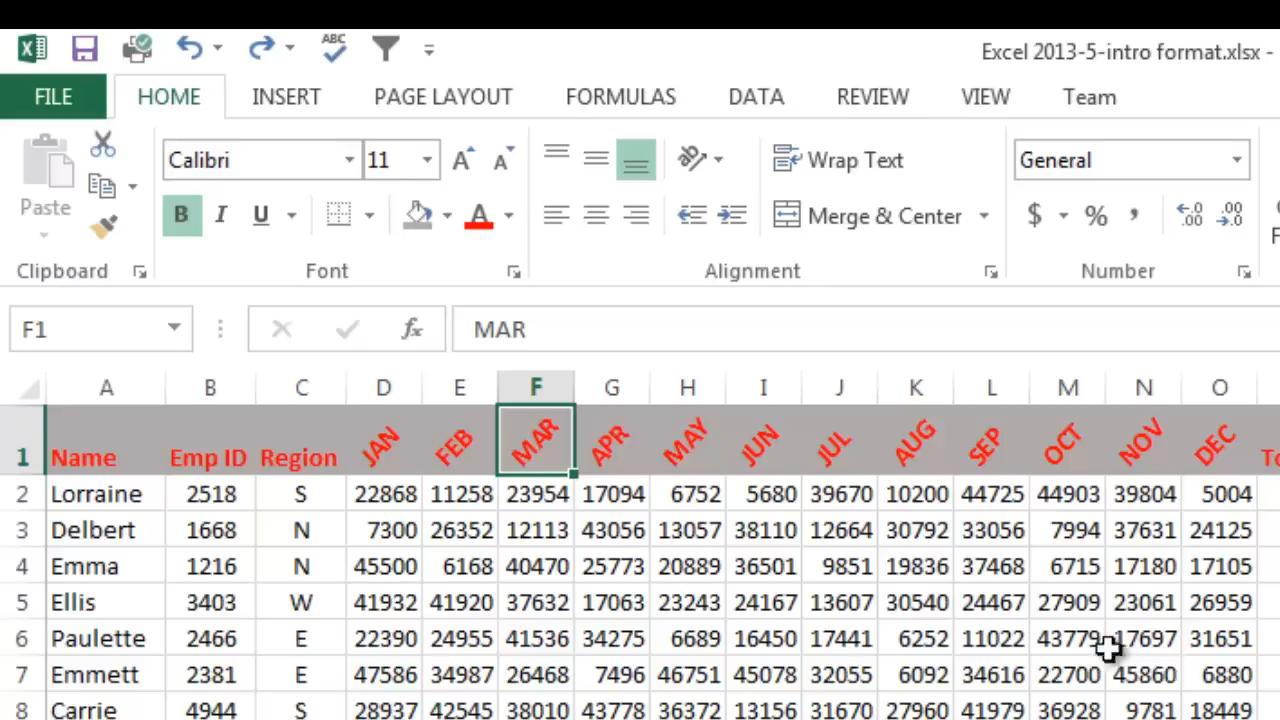 Excel 2013-5-intro format.xlsx -
FILE HOME INSERT PAGE LAYOUT FORMULAS DATA REVIEW VIEW Team
Paste
Calibri 11
Wrap Text
General
B I U A
Merge & Center
$ % ,
Clipboard Font Alignment Number
F1 fx MAR
A B C D E F G H I J K L M N O
1 Name Emp ID Region JAN FEB MAR APR MAY JUN JUL AUG SEP OCT NOV DEC
2 Lorraine 2518 S 22868 11258 23954 17094 6752 5680 39670 10200 44725 44903 39804 5004
3 Delbert 1668 N 7300 26352 12113 43056 13057 38110 12664 30792 33056 7994 37631 24125
4 Emma 1216 N 45500 6168 40470 25773 20889 36501 9851 19836 37468 6715 17180 17105
5 Ellis 3403 W 41932 41920 37632 17063 23243 24167 13607 30540 24467 27909 23061 26959
6 Paulette 2466 E 22390 24955 41536 34275 6689 16450 17441 6252 11022 43779 17697 31651
7 Emmett 2381 E 47586 34987 26468 7496 46751 45078 32055 6092 34616 22700 45860 6880
8 Carrie 4944 S 28937 42545 38010 43778 36372 13156 31670 27960 41979 36928 9781 18449